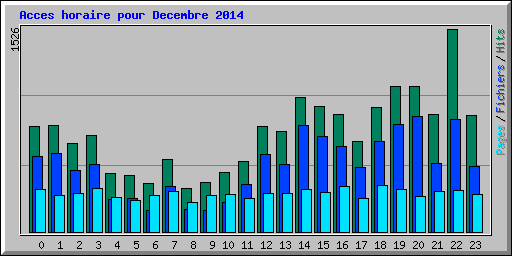 Acces horaire pour Decembre 2014
1526
Pages/Fichiers/Hits
0 1 2 3 4 5 6 7 8 9 10 11 12 13 14 15 16 17 18 19 20 21 22 23